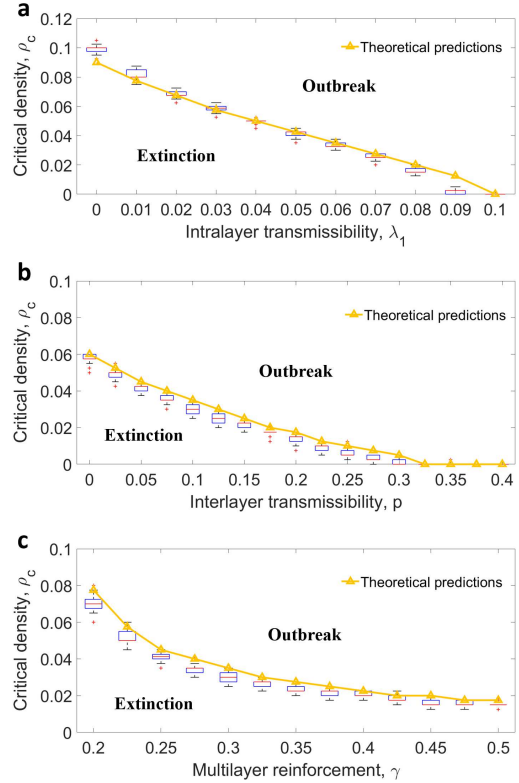 a
0.12
0.1
0.08
0.06
0.04
0.02
0
Critical density, ρc
Theoretical predictions
Outbreak
Extinction
0 0.01 0.02 0.03 0.04 0.05 0.06 0.07 0.08 0.09 0.1
Intralayer transmissibility, λ1
b
0.1
0.08
0.06
0.04
0.02
0
Critical density, ρc
Theoretical predictions
Outbreak
Extinction
0 0.05 0.1 0.15 0.2 0.25 0.3 0.35 0.4
Interlayer transmissibility, p
c
0.1
0.08
0.06
0.04
0.02
0
Critical density, ρc
Theoretical predictions
Outbreak
Extinction
0.2 0.25 0.3 0.35 0.4 0.45 0.5
Multilayer reinforcement, γ